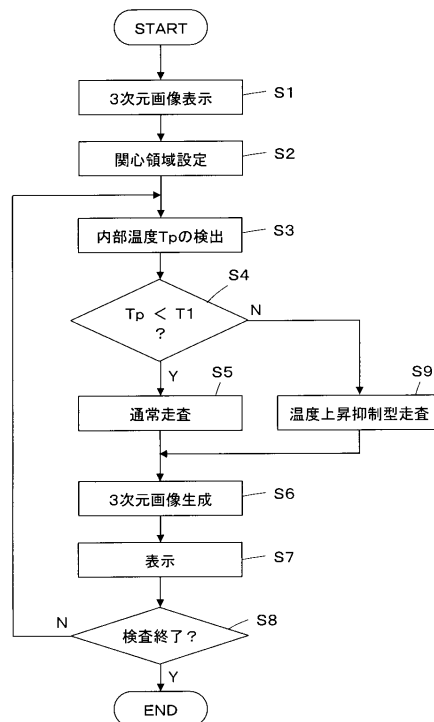 START
3次元画像表示
S1
関心領域設定
S2
内部温度Tpの検出
S3
S4
Tp < T1
?
N
Y
S5
通常走査
S9
温度上昇抑制型走査
3次元画像生成
S6
表示
S7
N
検査終了?
S8
Y
END